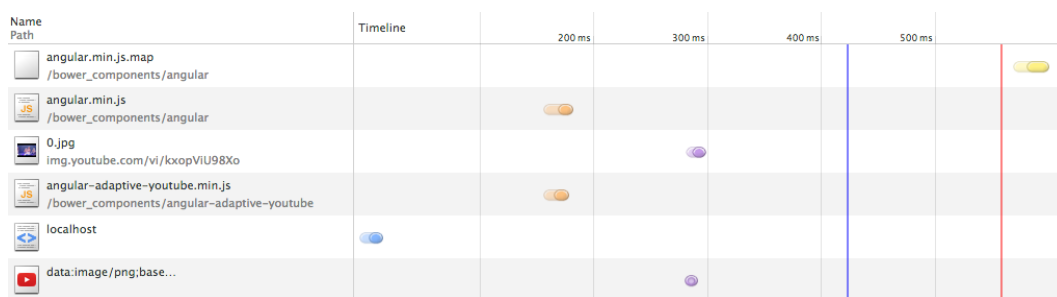 Name
Path
Timeline
200 ms
300 ms
400 ms
500 ms
angular.min.js.map
/bower_components/angular
JS
angular.min.js
/bower_components/angular
0.jpg
img.youtube.com/vi/kxopViU98Xo
JS
angular-adaptive-youtube.min.js
/bower_components/angular-adaptive-youtube
<>
localhost
data:image/png;base...